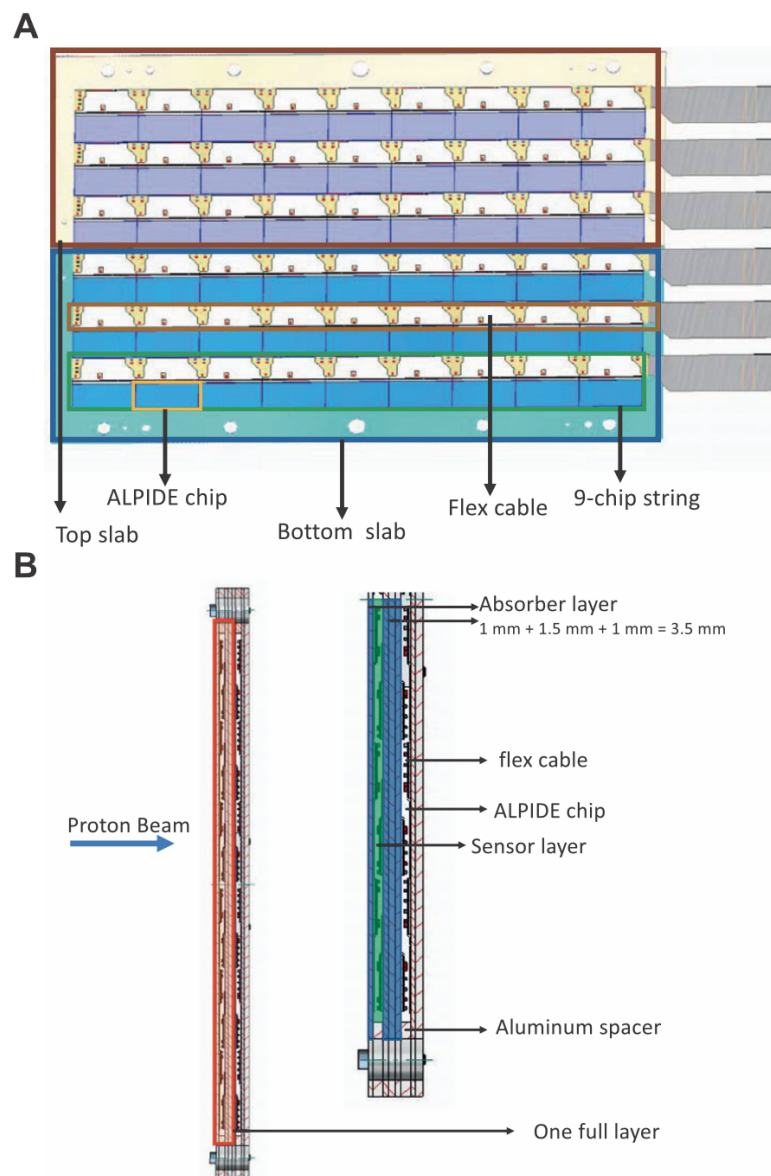 A
ALPIDE chip
Flex cable
9-chip string
Top slab
Bottom slab
B
Absorber layer
1 mm + 1.5 mm + 1 mm = 3.5 mm
flex cable
ALPIDE chip
Proton Beam
Sensor layer
Aluminum spacer
One full layer